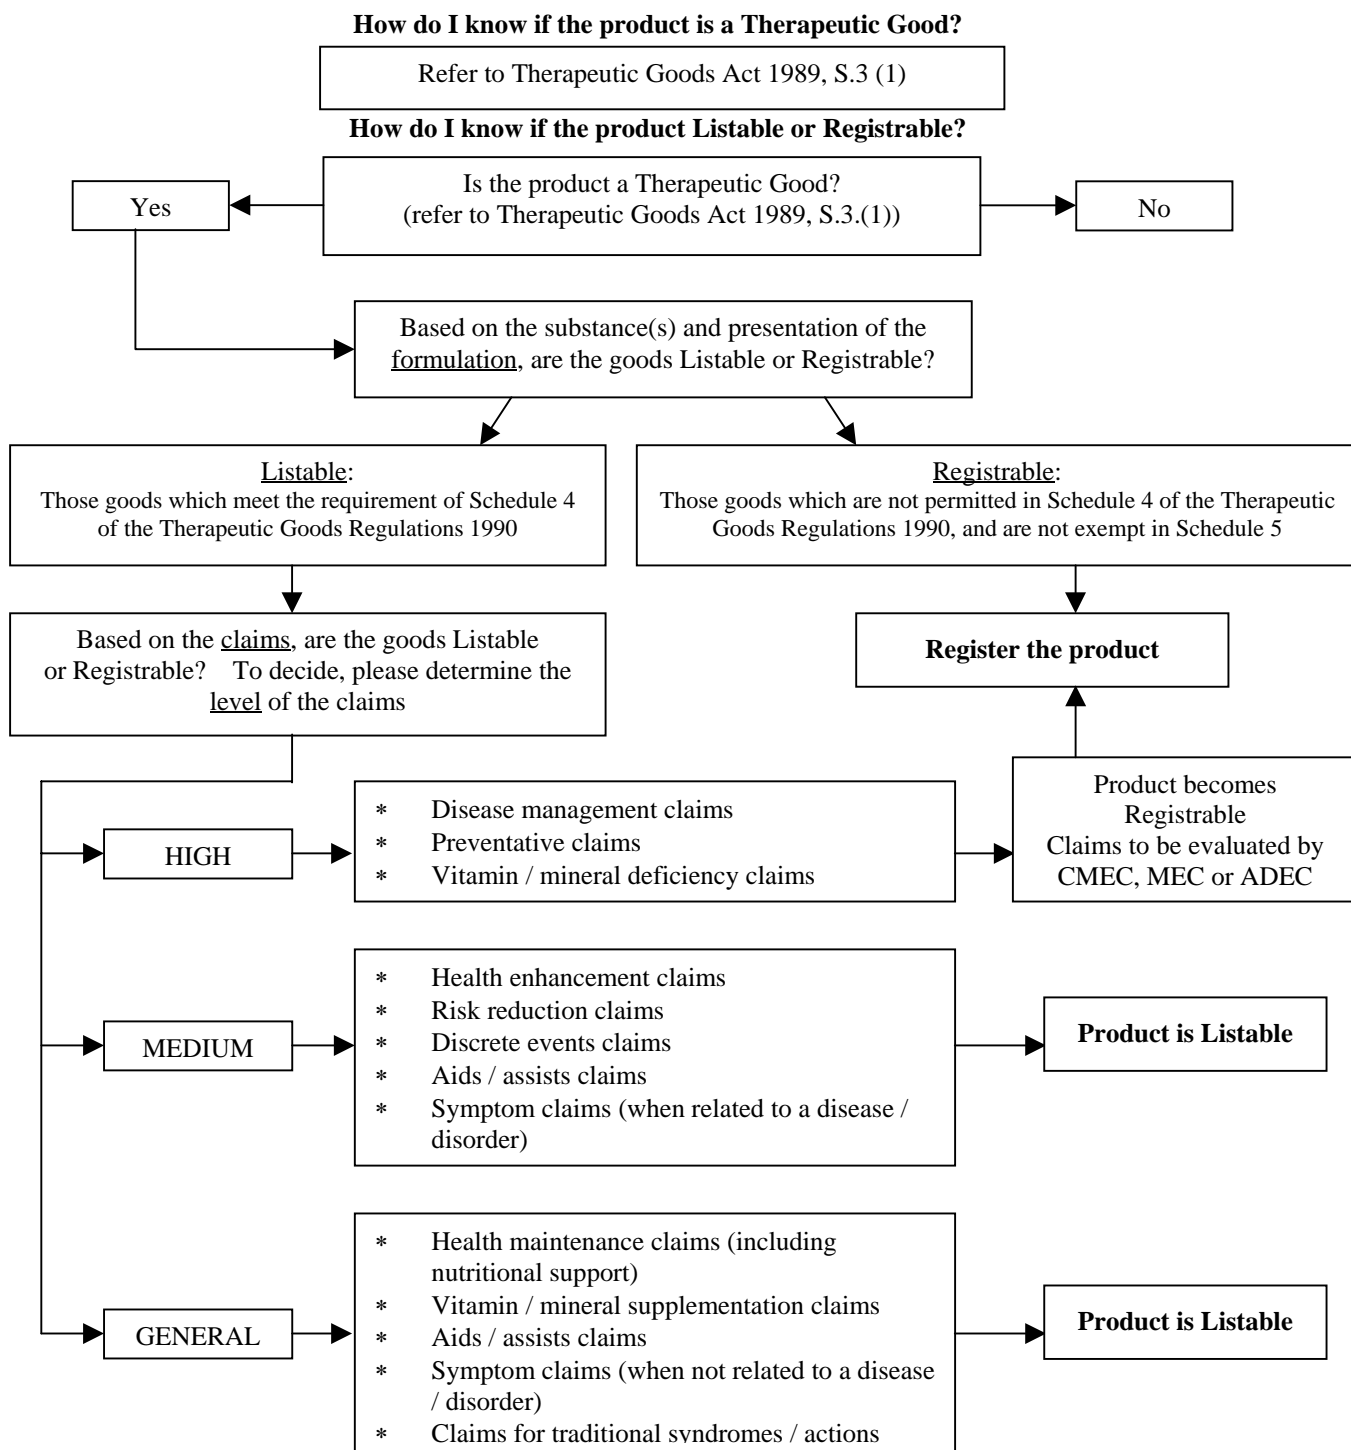 How do I know if the product is a Therapeutic Good?
Refer to Therapeutic Goods Act 1989, S.3 (1)
How do I know if the product Listable or Registrable?
Yes
Is the product a Therapeutic Good?
(refer to Therapeutic Goods Act 1989, S.3.(1))
No
Based on the substance(s) and presentation of the
formulation, are the goods Listable or Registrable?
Listable:
Those goods which meet the requirement of Schedule 4
of the Therapeutic Goods Regulations 1990
Registrable:
Those goods which are not permitted in Schedule 4 of the Therapeutic
Goods Regulations 1990, and are not exempt in Schedule 5
Based on the claims, are the goods Listable
or Registrable? To decide, please determine the
level of the claims
Register the product
HIGH
* Disease management claims
* Preventative claims
* Vitamin / mineral deficiency claims
Product becomes
Registrable
Claims to be evaluated by
CMEC, MEC or ADEC
MEDIUM
* Health enhancement claims
* Risk reduction claims
* Discrete events claims
* Aids / assists claims
* Symptom claims (when related to a disease /
disorder)
Product is Listable
GENERAL
* Health maintenance claims (including
nutritional support)
* Vitamin / mineral supplementation claims
* Aids / assists claims
* Symptom claims (when not related to a disease
/ disorder)
* Claims for traditional syndromes / actions
Product is Listable